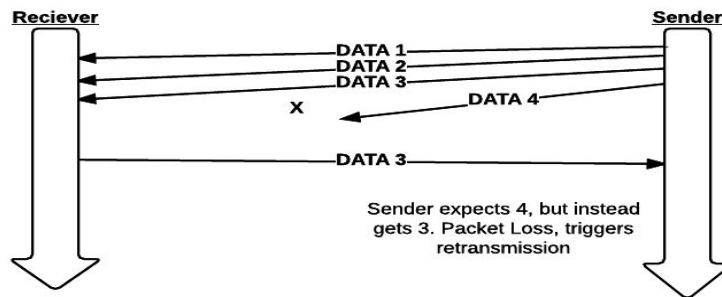 Reciever
Sender
DATA 1
DATA 2
DATA 3
DATA 4
X
DATA 3
Sender expects 4, but instead
gets 3. Packet Loss, triggers
retransmission